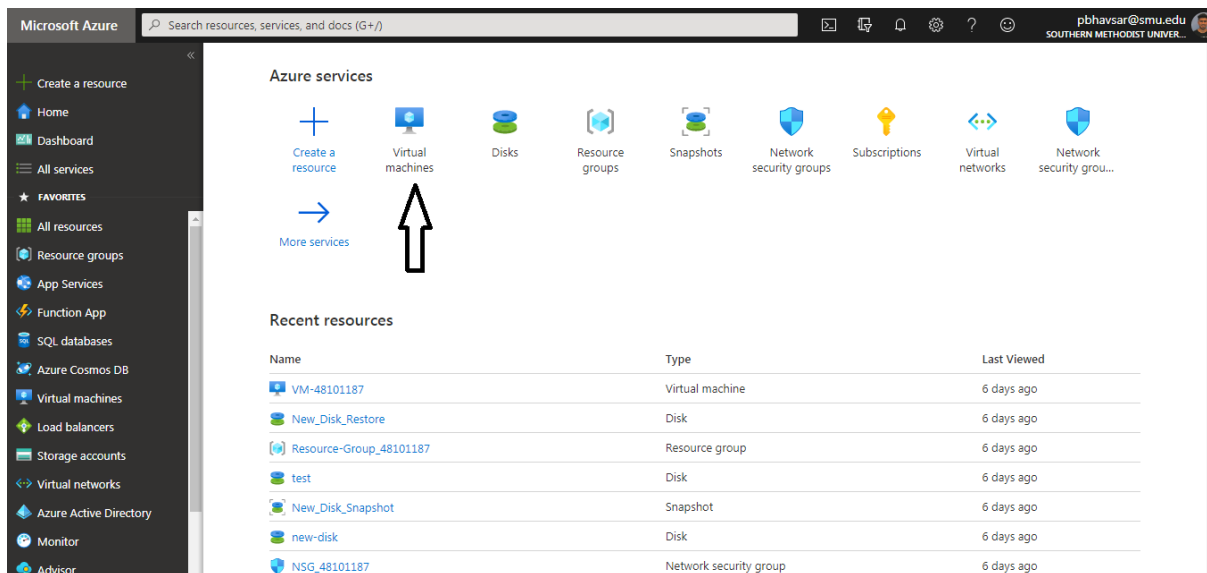 Microsoft Azure
Search resources, services, and docs (G+/)
pbhavsar@smu.edu
SOUTHERN METHODIST UNIVER...
«
Create a resource
Home
Dashboard
All services
FAVORITES
All resources
Resource groups
App Services
Function App
SQL databases
Azure Cosmos DB
Virtual machines
Load balancers
Storage accounts
Virtual networks
Azure Active Directory
Monitor
Advisor
Azure services
Create a
resource
Virtual
machines
Disks
Resource
groups
Snapshots
Network
security groups
Subscriptions
Virtual
networks
Network
security grou...
More services
Recent resources
Name Type Last Viewed
VM-48101187 Virtual machine 6 days ago
New_Disk_Restore Disk 6 days ago
Resource-Group_48101187 Resource group 6 days ago
test Disk 6 days ago
New_Disk_Snapshot Snapshot 6 days ago
new-disk Disk 6 days ago
NSG_48101187 Network security group 6 days ago